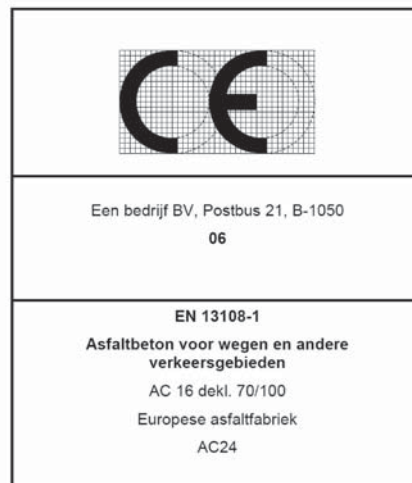 CE
Een bedrijf BV, Postbus 21, B-1050
06
EN 13108-1
Asfaltbeton voor wegen en andere
verkeersgebieden
AC 16 dekl. 70/100
Europese asfaltfabriek
AC24